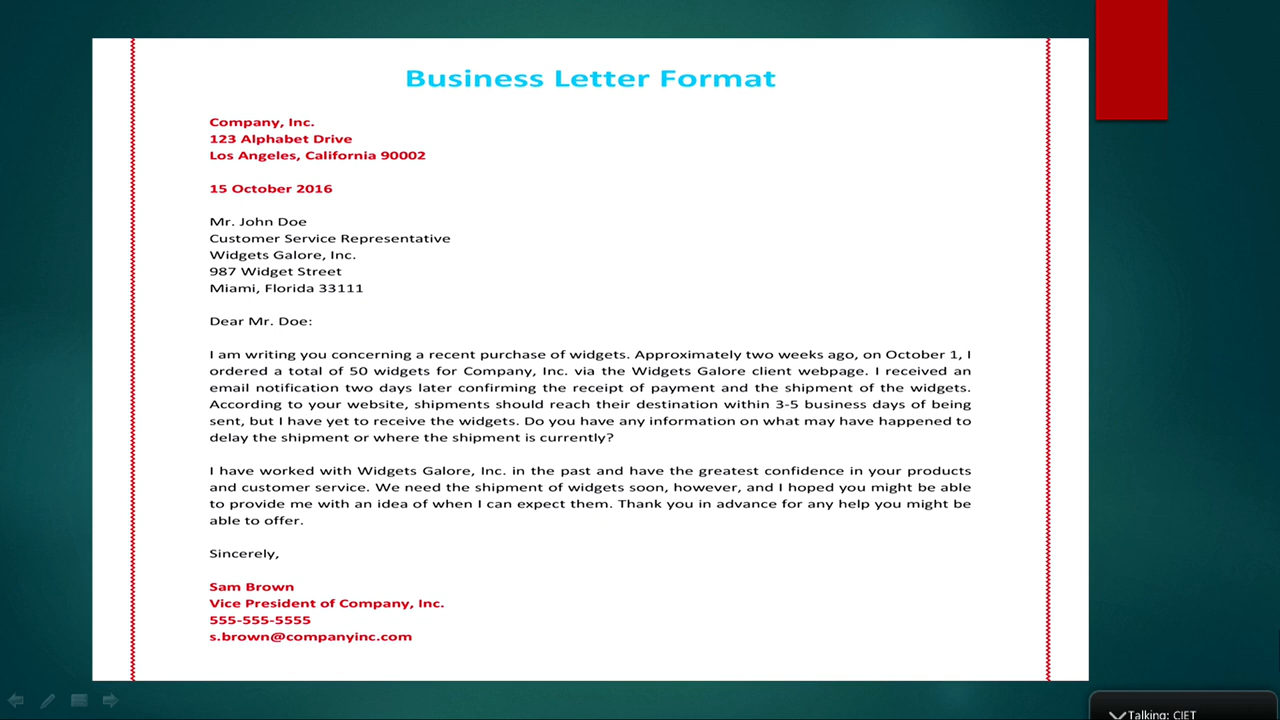 Business Letter Format
Company, Inc.
123 Alphabet Drive
Los Angeles, California 90002
15 October 2016
Mr. John Doe
Customer Service Representative
Widgets Galore, Inc.
987 Widget Street
Miami, Florida 33111
Dear Mr. Doe:
I am writing you concerning a recent purchase of widgets. Approximately two weeks ago, on October 1, I
ordered a total of 50 widgets for Company, Inc. via the Widgets Galore client webpage. I received an
email notification two days later confirming the receipt of payment and the shipment of the widgets.
According to your website, shipments should reach their destination within 3-5 business days of being
sent, but I have yet to receive the widgets. Do you have any information on what may have happened to
delay the shipment or where the shipment is currently?
I have worked with Widgets Galore, Inc. in the past and have the greatest confidence in your products
and customer service. We need the shipment of widgets soon, however, and I hoped you might be able
to provide me with an idea of when I can expect them. Thank you in advance for any help you might be
able to offer.
Sincerely,
Sam Brown
Vice President of Company, Inc.
555-555-5555
s.brown@companyinc.com
Talking: CIET